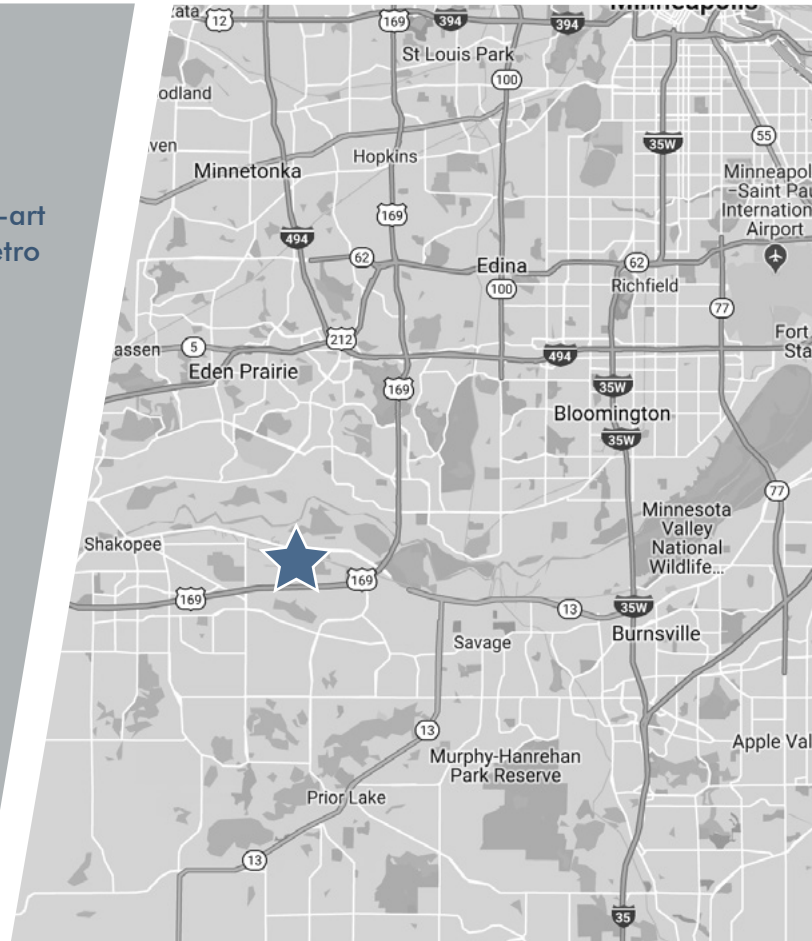 Minneapolis
zata
12
169
394
394
St Louis Park
100
odland
35W
55
ven
Hopkins
Minnetonka
Minneapol
–Saint Pau
Internation
Airport
169
-art
etro
494
62
Edina
62
100
Richfield
77
212
Fort
Sta
assen
5
494
Eden Prairie
169
35W
Bloomington
35W
77
Minnesota
Valley
National
Wildlife...
Shakopee
169
169
13
35W
Savage
Burnsville
13
Apple Val
Murphy-Hanrehan
Park Reserve
Prior Lake
13
35